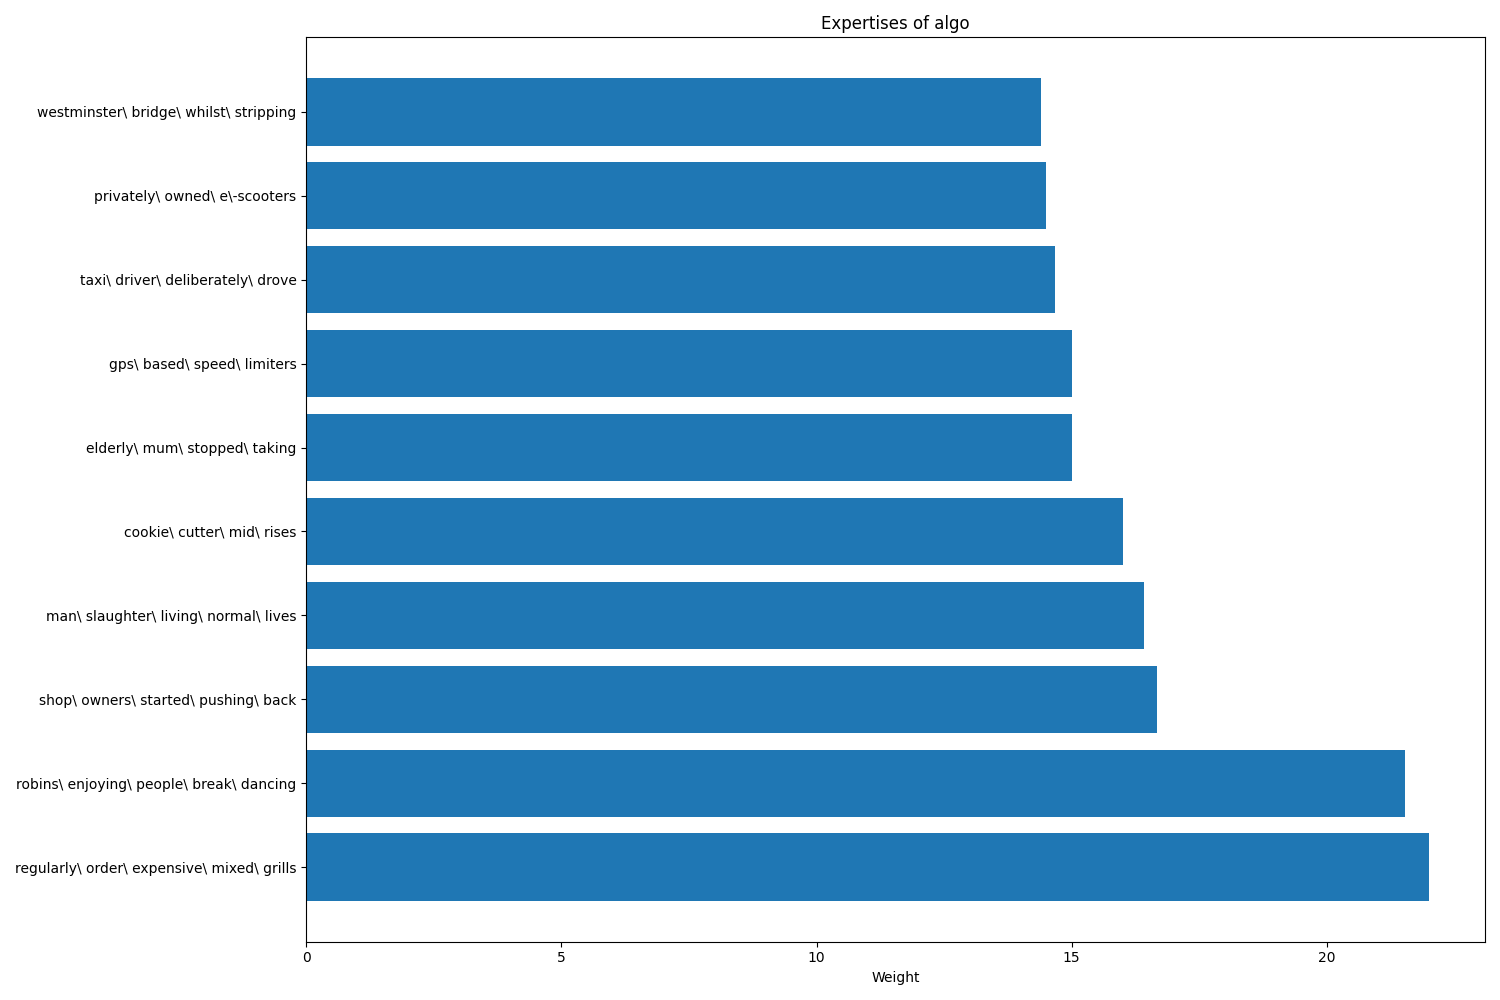 Expertises of algo
westminster\ bridge\ whilst\ stripping
privately\ owned\ e\-scooters
taxi\ driver\ deliberately\ drove
gps\ based\ speed\ limiters
elderly\ mum\ stopped\ taking
cookie\ cutter\ mid\ rises
man\ slaughter\ living\ normal\ lives
shop\ owners\ started\ pushing\ back
robins\ enjoying\ people\ break\ dancing
regularly\ order\ expensive\ mixed\ grills
0 5 10 15 20
Weight